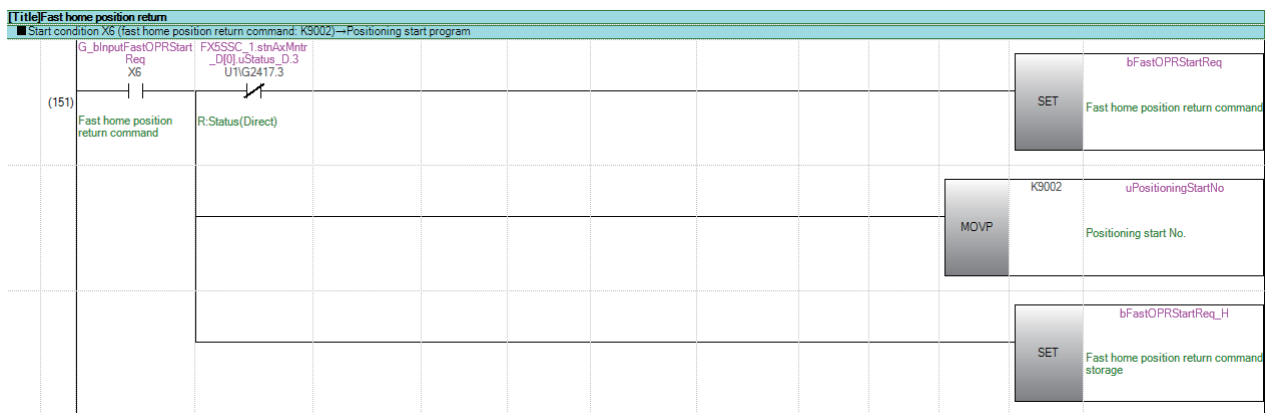 [Title]Fast home position return
■Start condition X6 (fast home position return command: K9002)→Positioning start program
G_bInputFastOPRStart
Req
X6
FX5SSC_1.stnAxMntr
_D[0].uStatus_D.3
U1\G2417.3
bFastOPRStartReq
(151)
SET
Fast home position return command
Fast home position
return command
R:Status(Direct)
K9002
uPositioningStartNo
MOVP
Positioning start No.
bFastOPRStartReq_H
SET
Fast home position return command
storage